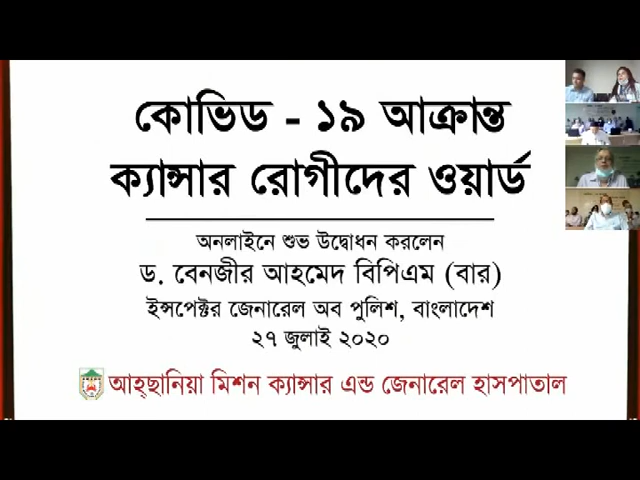 কোভিড - ১৯ আক্রান্ত
ক্যান্সার রোগীদের ওয়ার্ড
অনলাইনে শুভ উদ্বোধন করলেন
ড. বেনজীর আহমেদ বিপিএম (বার)
ইন্সপেক্টর জেনারেল অব পুলিশ, বাংলাদেশ
২৭ জুলাই ২০২০
আহ্ছানিয়া মিশন ক্যান্সার এন্ড জেনারেল হাসপাতাল